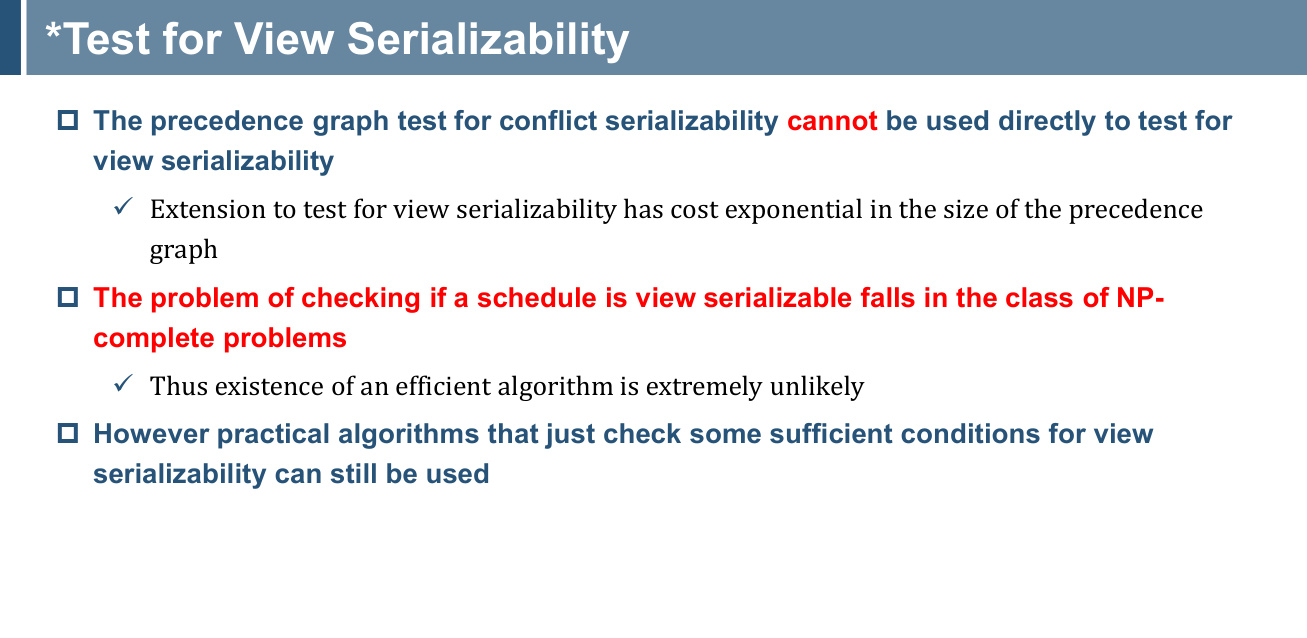 *Test for View Serializability
The precedence graph test for conflict serializability cannot be used directly to test for
view serializability
✓ Extension to test for view serializability has cost exponential in the size of the precedence
graph
The problem of checking if a schedule is view serializable falls in the class of NP-
complete problems
✓ Thus existence of an efficient algorithm is extremely unlikely
However practical algorithms that just check some sufficient conditions for view
serializability can still be used